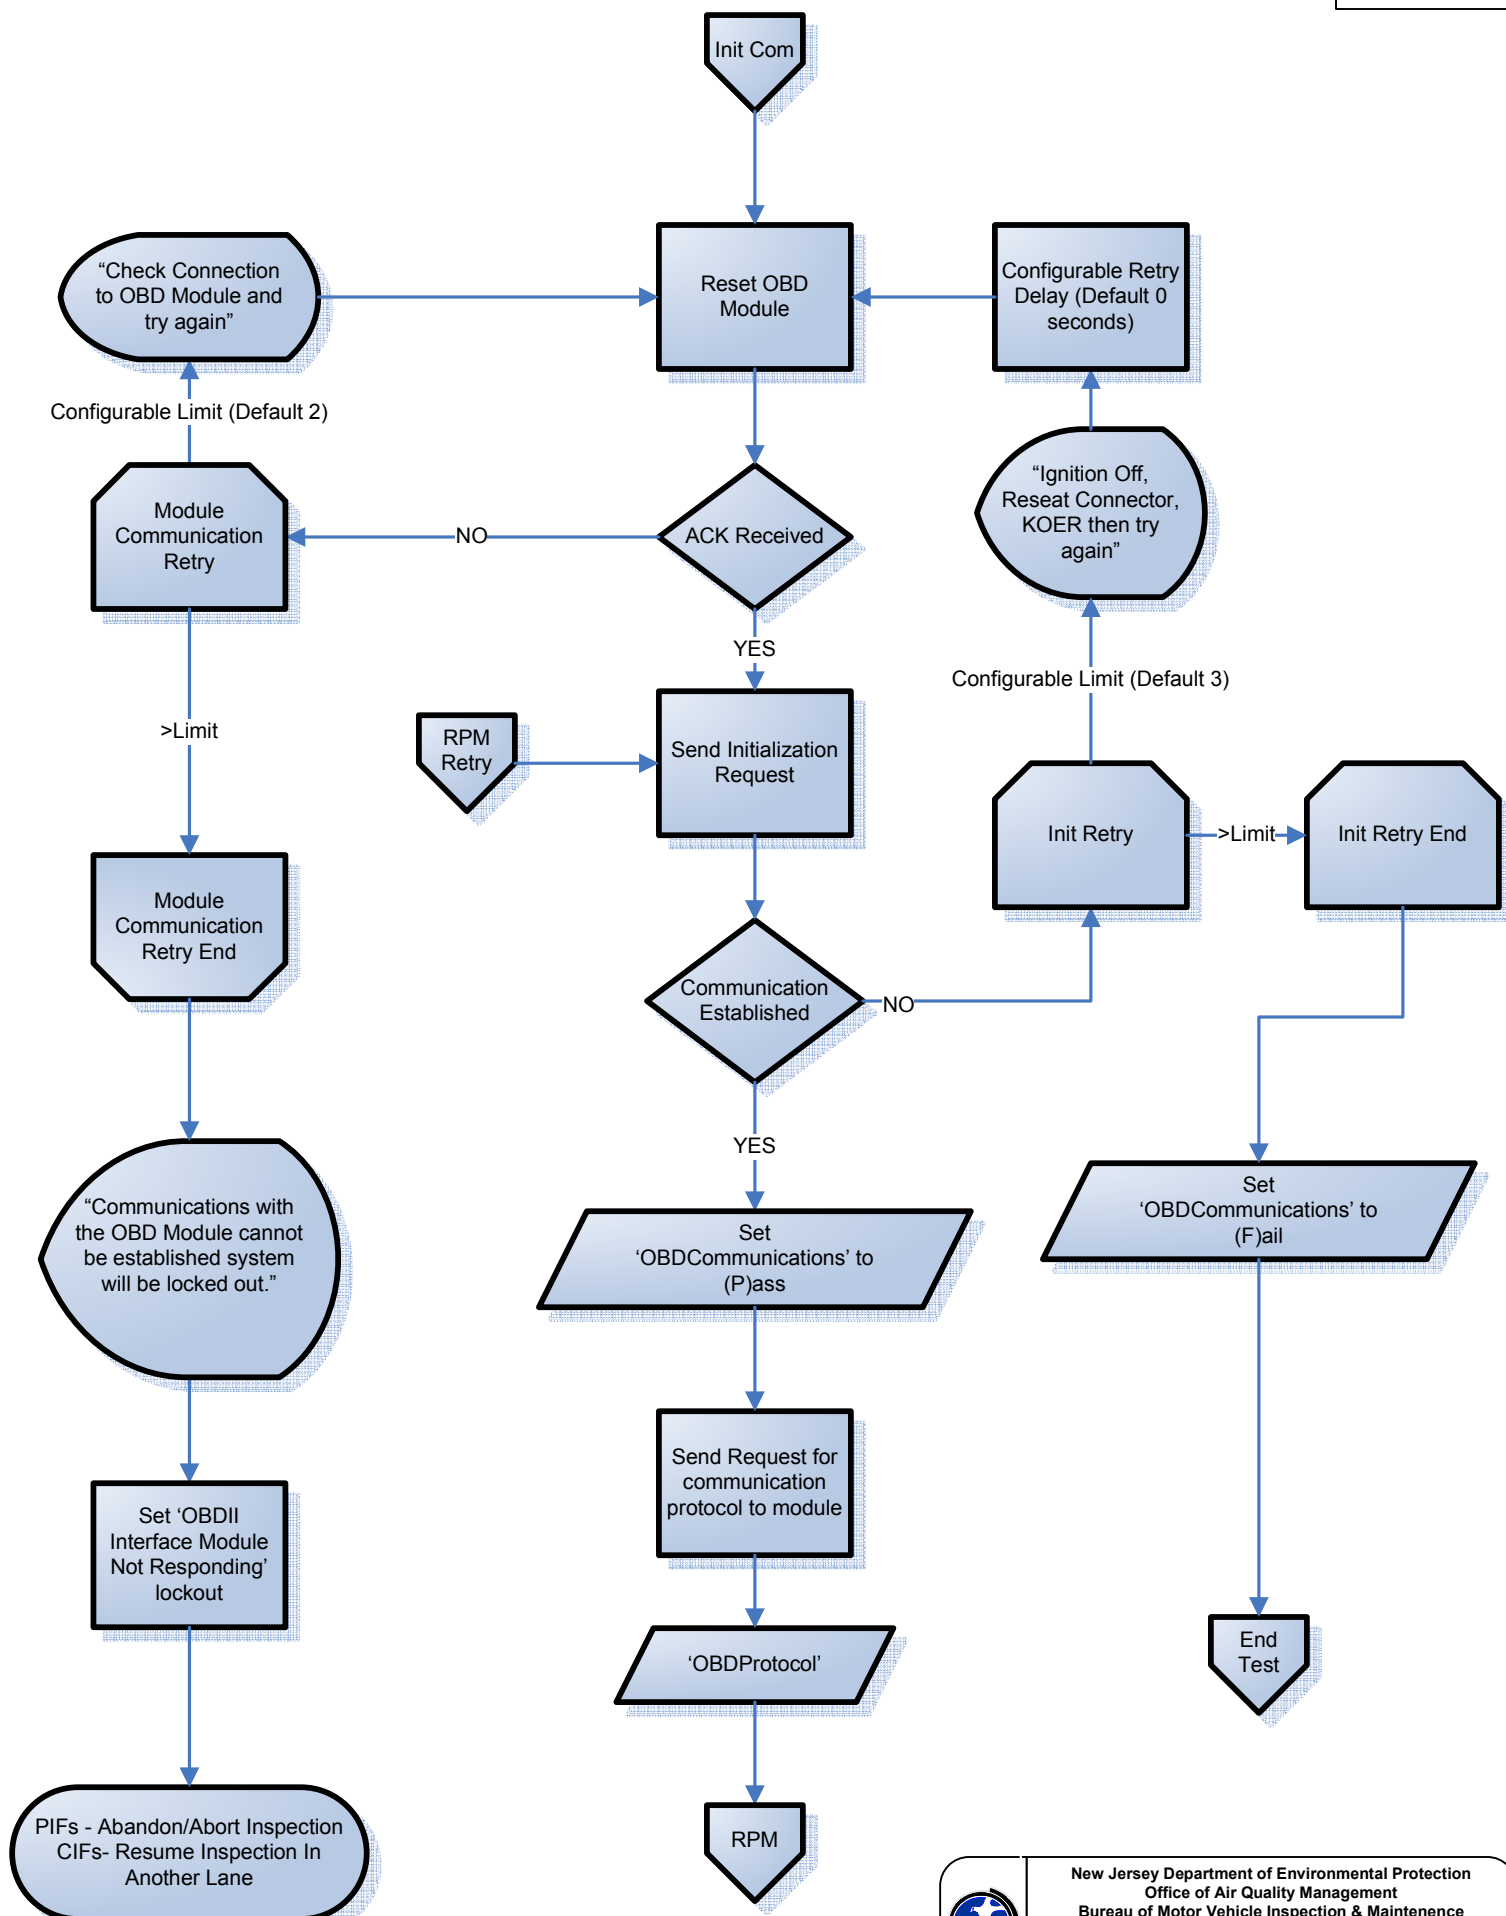 Init Com
“Check Connection
to OBD Module and
try again”
Reset OBD
Module
Configurable Retry
Delay (Default 0
seconds)
Configurable Limit (Default 2)
“Ignition Off,
Reseat Connector,
KOER then try
again”
Module
Communication
Retry
NO
ACK Received
YES
Configurable Limit (Default 3)
>Limit
RPM
Retry
Send Initialization
Request
Init Retry
>Limit
Init Retry End
Module
Communication
Retry End
Communication
Established
NO
YES
“Communications with
the OBD Module cannot
be established system
will be locked out.”
Set
‘OBDCommunications’ to
(P)ass
Set
‘OBDCommunications’ to
(F)ail
Send Request for
communication
protocol to module
Set ‘OBDII
Interface Module
Not Responding’
lockout
‘OBDProtocol’
End
Test
PIFs - Abandon/Abort Inspection
CIFs- Resume Inspection In
Another Lane
RPM
New Jersey Department of Environmental Protection
Office of Air Quality Management
Bureau of Motor Vehicle Inspection & Maintenence